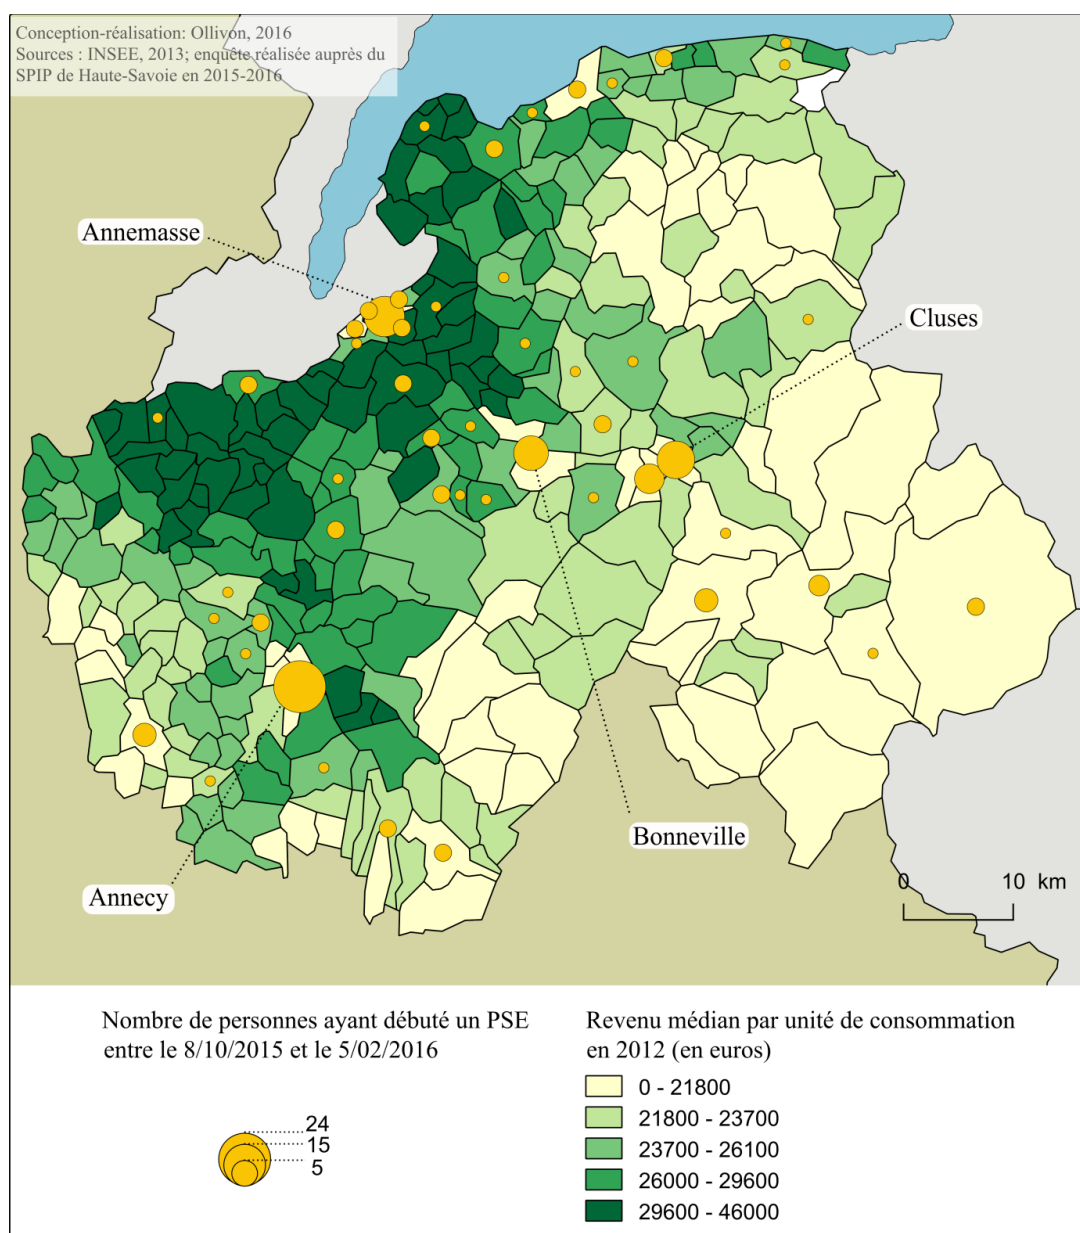 Conception-réalisation: Ollivon, 2016
Sources : INSEE, 2013; enquête réalisée auprès du
SPIP de Haute-Savoie en 2015-2016
Annemasse
Cluses
Bonneville
Annecy
0 10 km
Nombre de personnes ayant débuté un PSE
entre le 8/10/2015 et le 5/02/2016
24
15
5
Revenu médian par unité de consommation
en 2012 (en euros)
0 - 21800
21800 - 23700
23700 - 26100
26000 - 29600
29600 - 46000